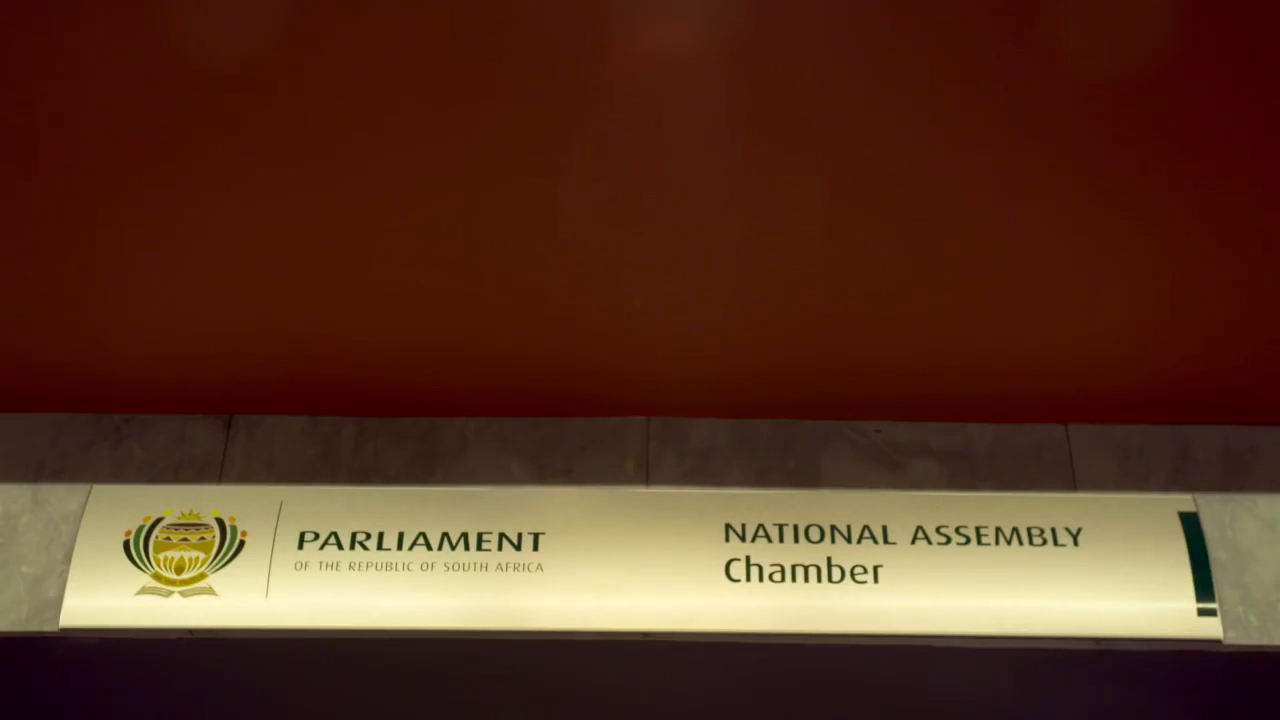 PARLIAMENT
OF THE REPUBLIC OF SOUTH AFRICA
NATIONAL ASSEMBLY
Chamber